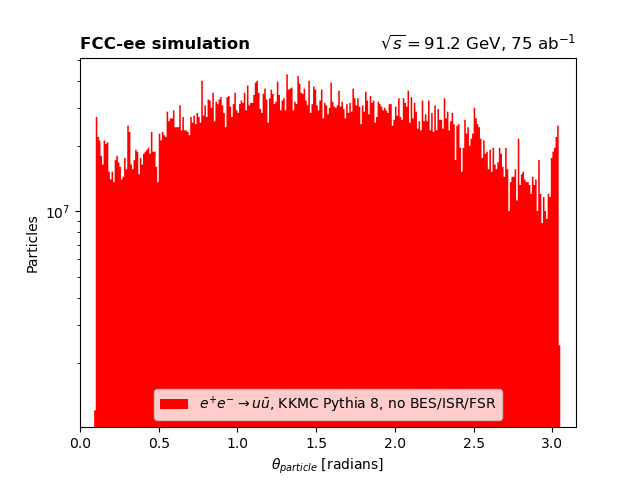 FCC-ee simulation
√s = 91.2 GeV, 75 ab⁻¹
Particles
10⁷
e⁺e⁻ → uū, KKMC Pythia 8, no BES/ISR/FSR
0.0 0.5 1.0 1.5 2.0 2.5 3.0
θparticle [radians]